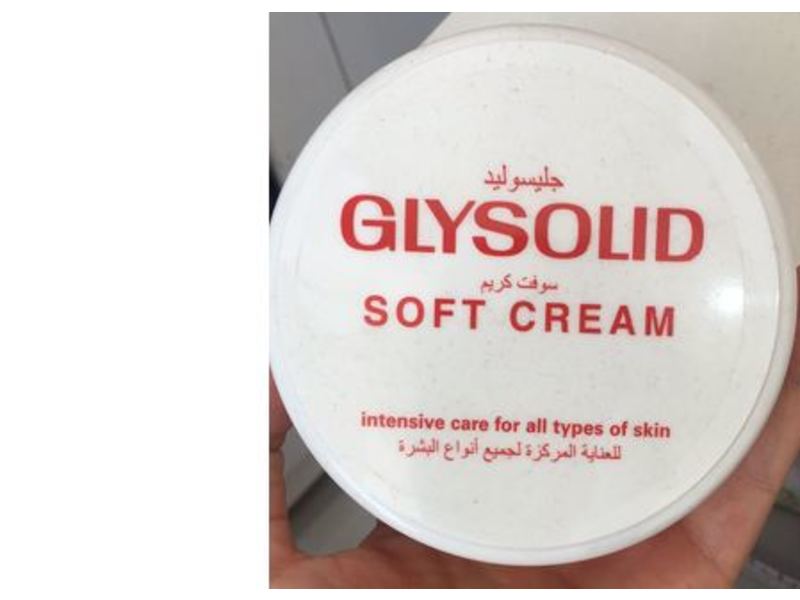 جليسوليد
GLYSOLID
سوفت كريم
SOFT CREAM
intensive care for all types of skin
للعناية المركزة لجميع أنواع البشرة